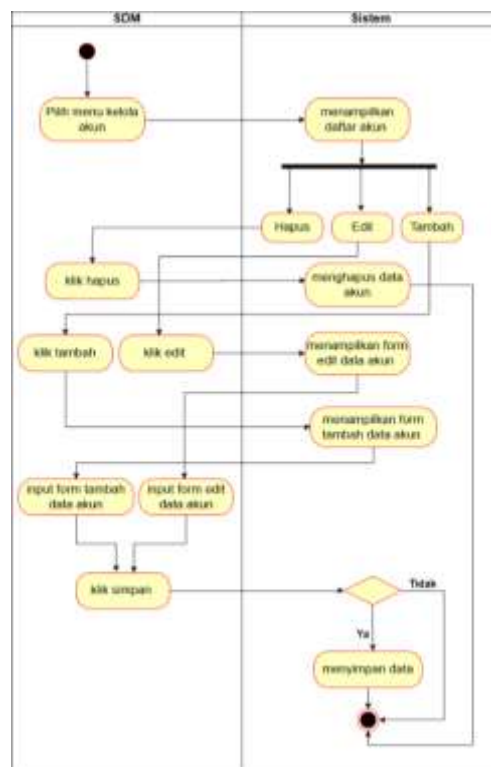 SDM
Sistem
Pilih menu kelola
akun
menampilkan
daftar akun
Hapus
Edit
Tambah
klik hapus
menghapus data
akun
klik tambah
klik edit
menampilkan form
edit data akun
menampilkan form
tambah data akun
input form tambah
data akun
input form edit
data akun
klik simpan
Tidak
Ya
menyimpan data